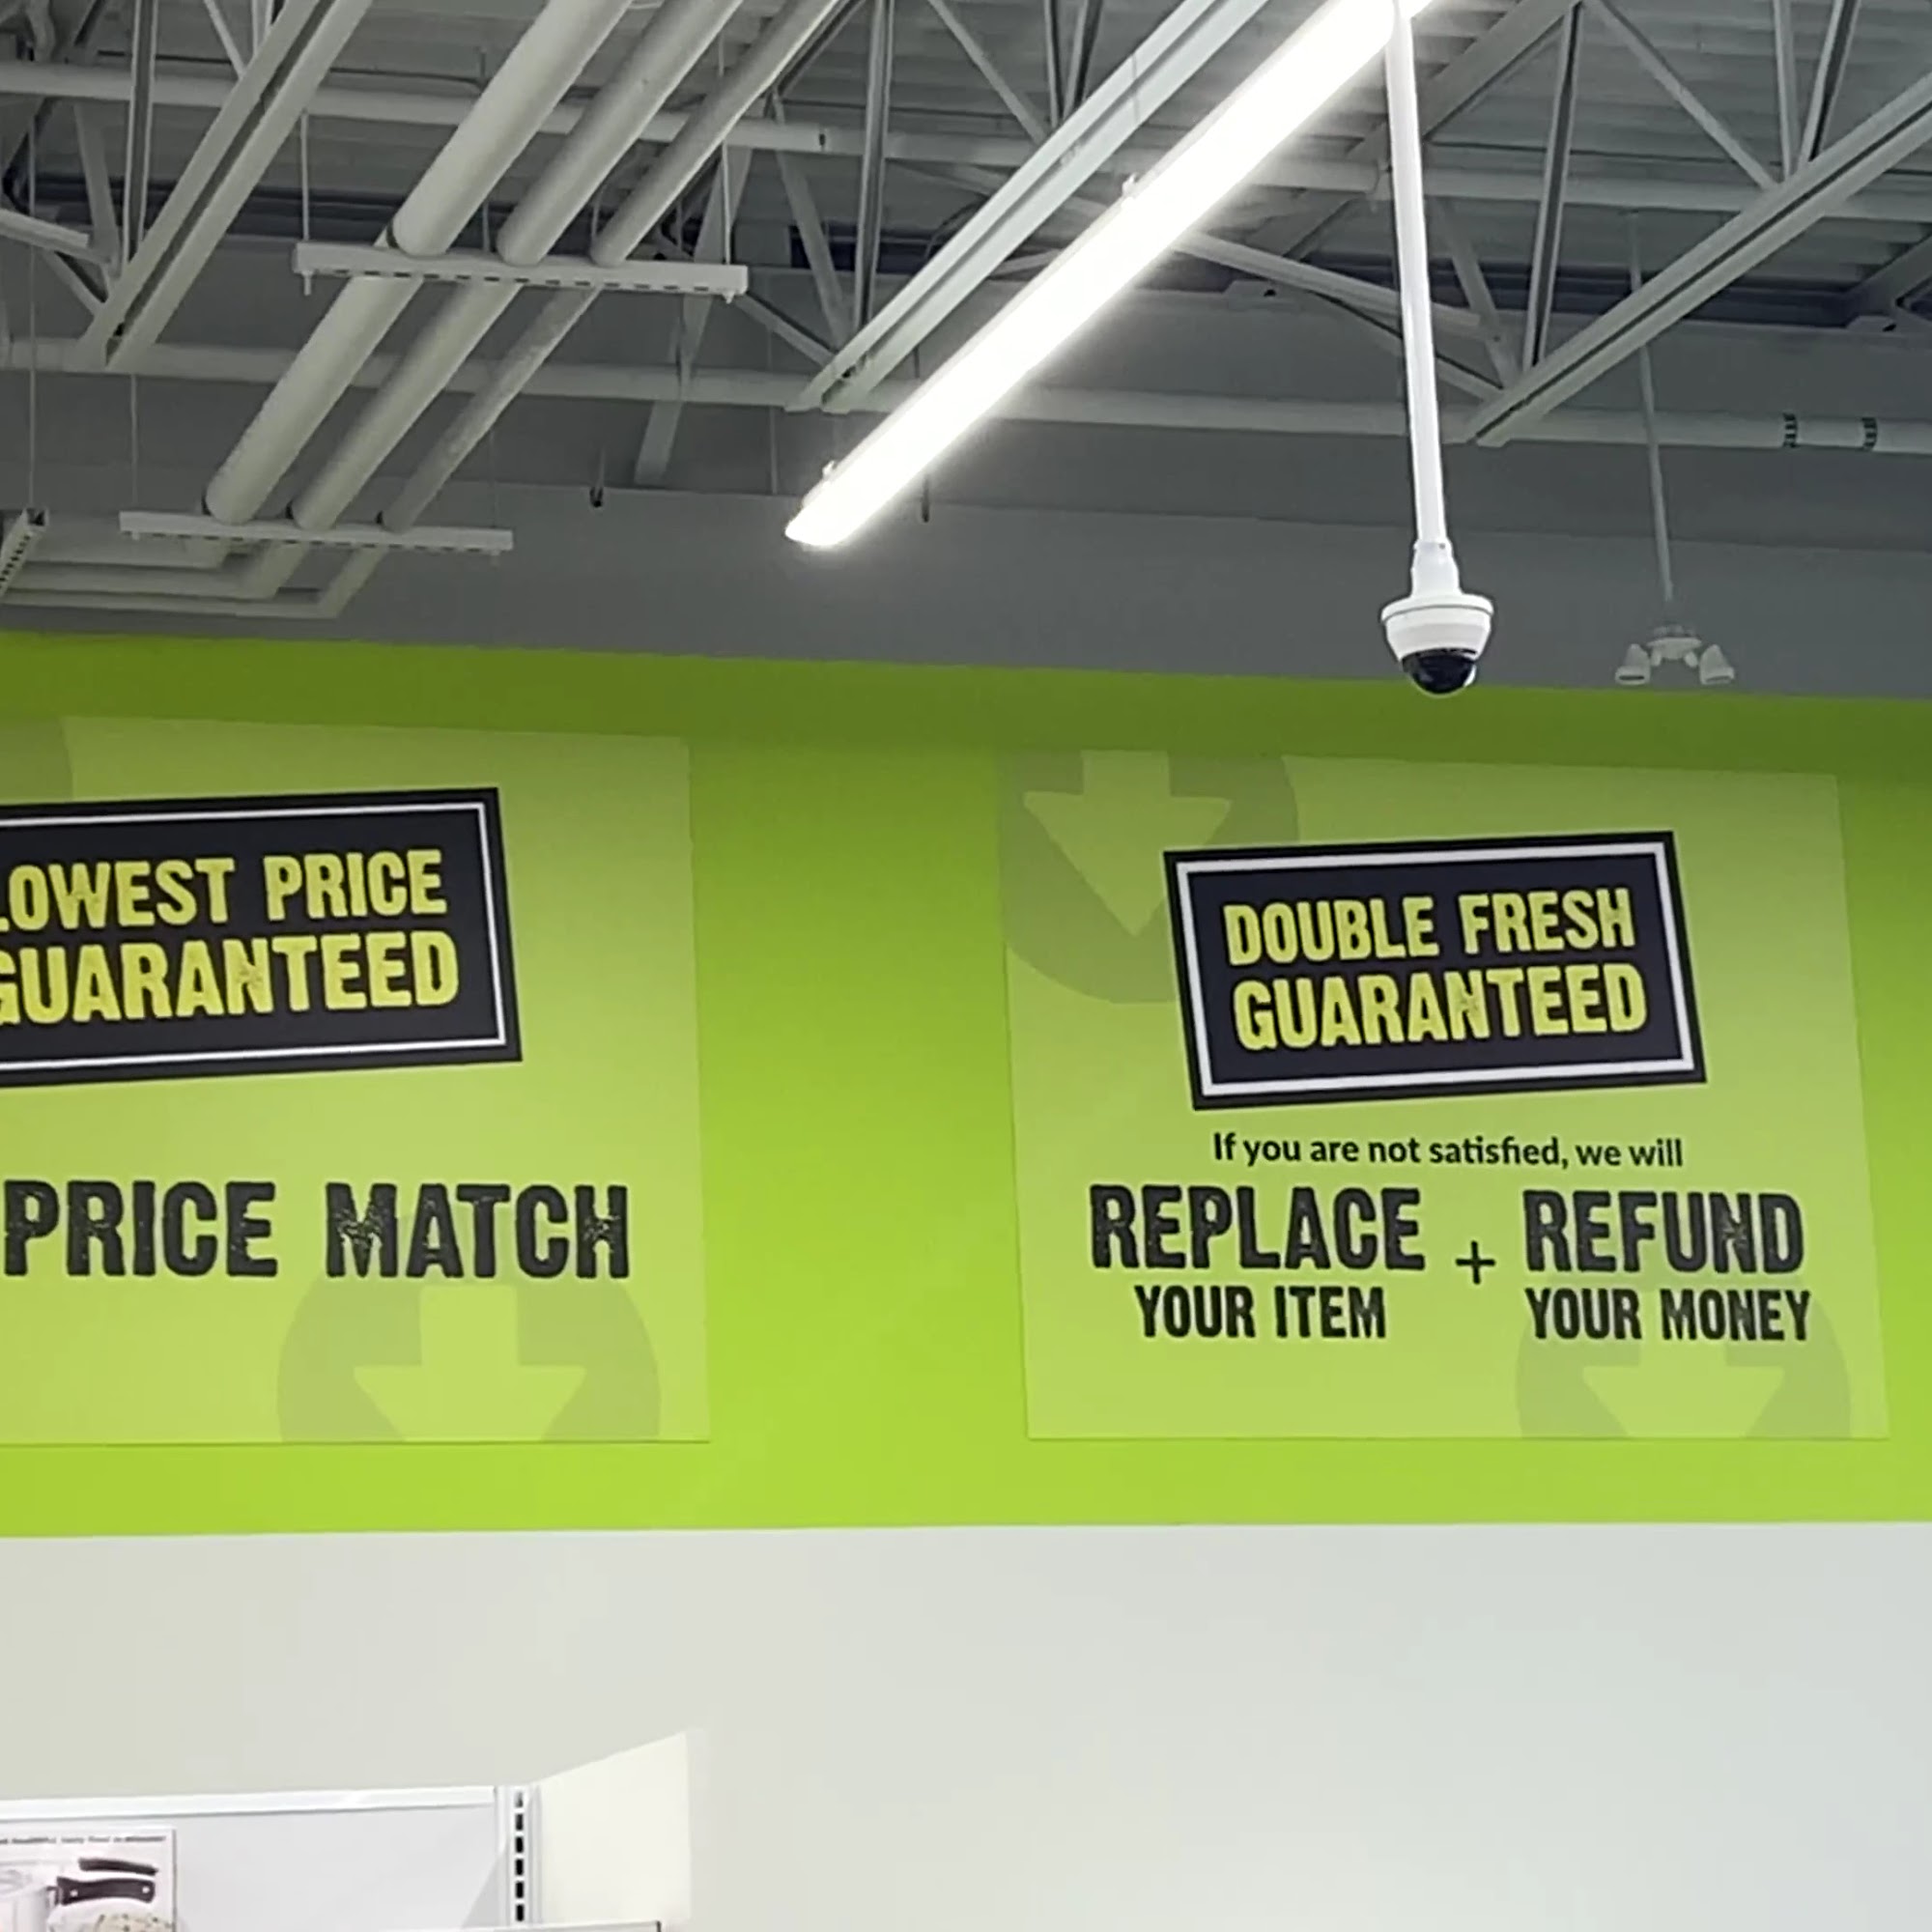 LOWEST PRICE
GUARANTEED
PRICE MATCH
DOUBLE FRESH
GUARANTEED
If you are not satisfied, we will
REPLACE + REFUND
YOUR ITEM YOUR MONEY